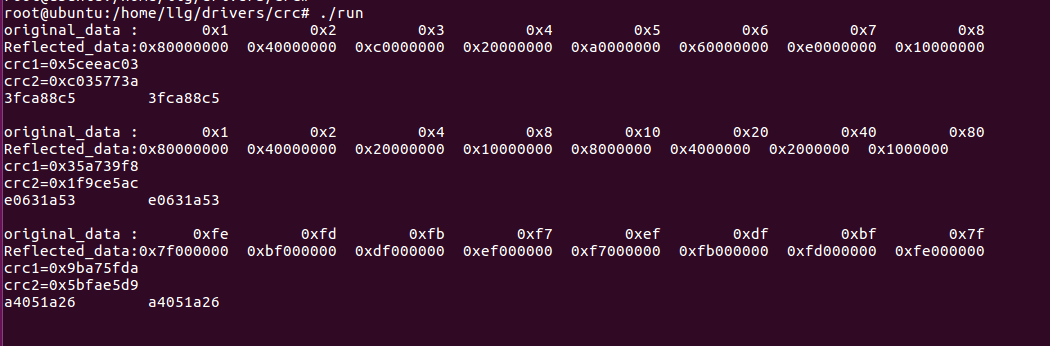 root@ubuntu:/home/llg/drivers/crc# ./run
original_data :        0x1         0x2         0x3         0x4         0x5         0x6         0x7         0x8
Reflected_data:0x80000000  0x40000000  0xc0000000  0x20000000  0xa0000000  0x60000000  0xe0000000  0x10000000
crc1=0x5ceeac03
crc2=0xc035773a
3fca88c5        3fca88c5
original_data :        0x1         0x2         0x4         0x8        0x10        0x20        0x40        0x80
Reflected_data:0x80000000  0x40000000  0x20000000  0x10000000  0x8000000  0x4000000  0x2000000  0x1000000
crc1=0x35a739f8
crc2=0x1f9ce5ac
e0631a53        e0631a53
original_data :       0xfe        0xfd        0xfb        0xf7        0xef        0xdf        0xbf        0x7f
Reflected_data:0x7f000000  0xbf000000  0xdf000000  0xef000000  0xf7000000  0xfb000000  0xfd000000  0xfe000000
crc1=0x9ba75fda
crc2=0x5bfae5d9
a4051a26        a4051a26